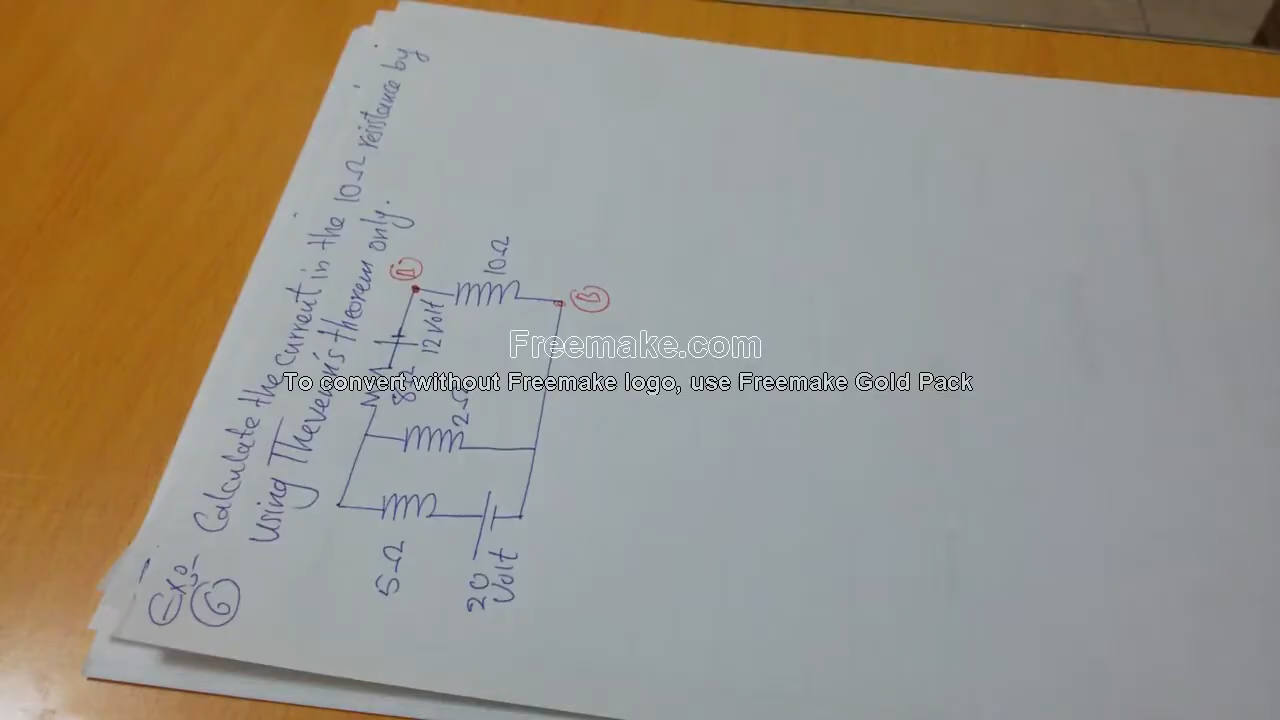 Exp
6
Calculate the current in the 10Ω resistance by
using Thevenin's theorem only.
5Ω
20
Volt
2Ω
8Ω
12 Volt
A
10Ω
B
Freemake.com
To convert without Freemake logo, use Freemake Gold Pack